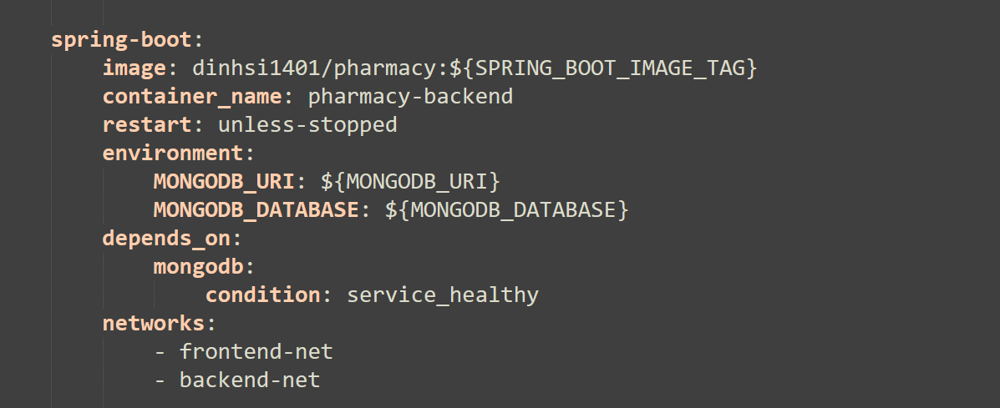 spring-boot:
image: dinhsi1401/pharmacy:${SPRING_BOOT_IMAGE_TAG}
container_name: pharmacy-backend
restart: unless-stopped
environment:
MONGODB_URI: ${MONGODB_URI}
MONGODB_DATABASE: ${MONGODB_DATABASE}
depends_on:
mongodb:
condition: service_healthy
networks:
- frontend-net
- backend-net